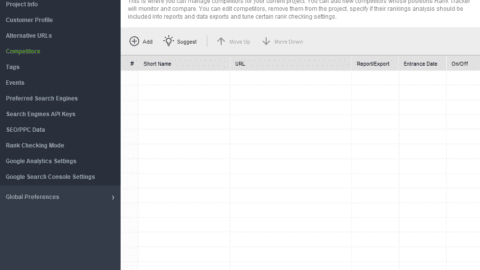 Project Info
Customer Profile
Alternative URLs
Competitors
Tags
Events
Preferred Search Engines
Search Engines API Keys
SEO/PPC Data
Rank Checking Mode
Google Analytics Settings
Google Search Console Settings
Global Preferences
This is where you can manage competitors for your current project. You can add new competitors whose positions Rank Tracker
will monitor and compare. You can edit competitors, remove them from the project, specify if their rankings analysis should be
included into reports and data exports and tune certain rank checking settings.
Add Suggest Move Up Move Down
# Short Name URL Report/Export Entrance Date On/Off